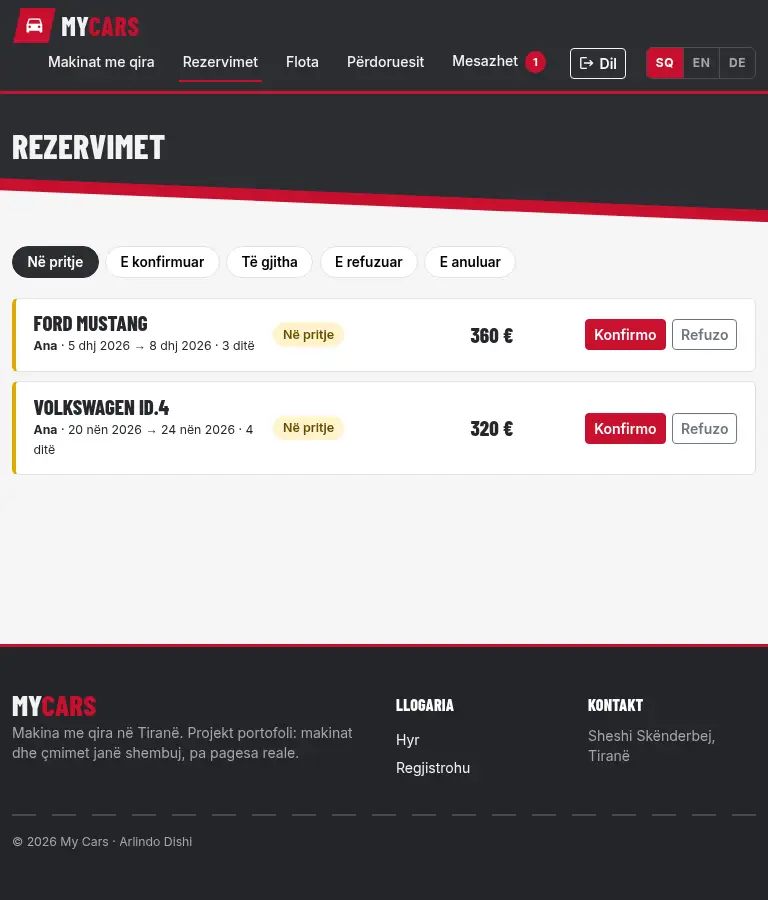 MYCARS
Makinat me qira Rezervimet Flota Përdoruesit Mesazhet 1 Dil SQ EN DE
REZERVIMET
Në pritje E konfirmuar Të gjitha E refuzuar E anuluar
FORD MUSTANG
Ana · 5 dhj 2026 → 8 dhj 2026 · 3 ditë
Në pritje
360 €
Konfirmo Refuzo
VOLKSWAGEN ID.4
Ana · 20 nën 2026 → 24 nën 2026 · 4
ditë
Në pritje
320 €
Konfirmo Refuzo
MYCARS
Makina me qira në Tiranë. Projekt portofoli: makinat
dhe çmimet janë shembuj, pa pagesa reale.
LLOGARIA
Hyr
Regjistrohu
KONTAKT
Sheshi Skënderbej,
Tiranë
© 2026 My Cars · Arlindo Dishi